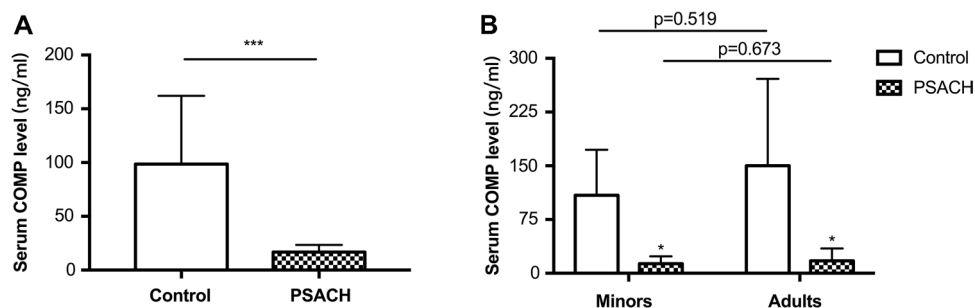 A
Serum COMP level (ng/ml)
200
150
100
50
0
***
Control
PSACH
B
Serum COMP level (ng/ml)
p=0.519
p=0.673
300
225
150
75
0
*
*
Minors
Adults
Control
PSACH